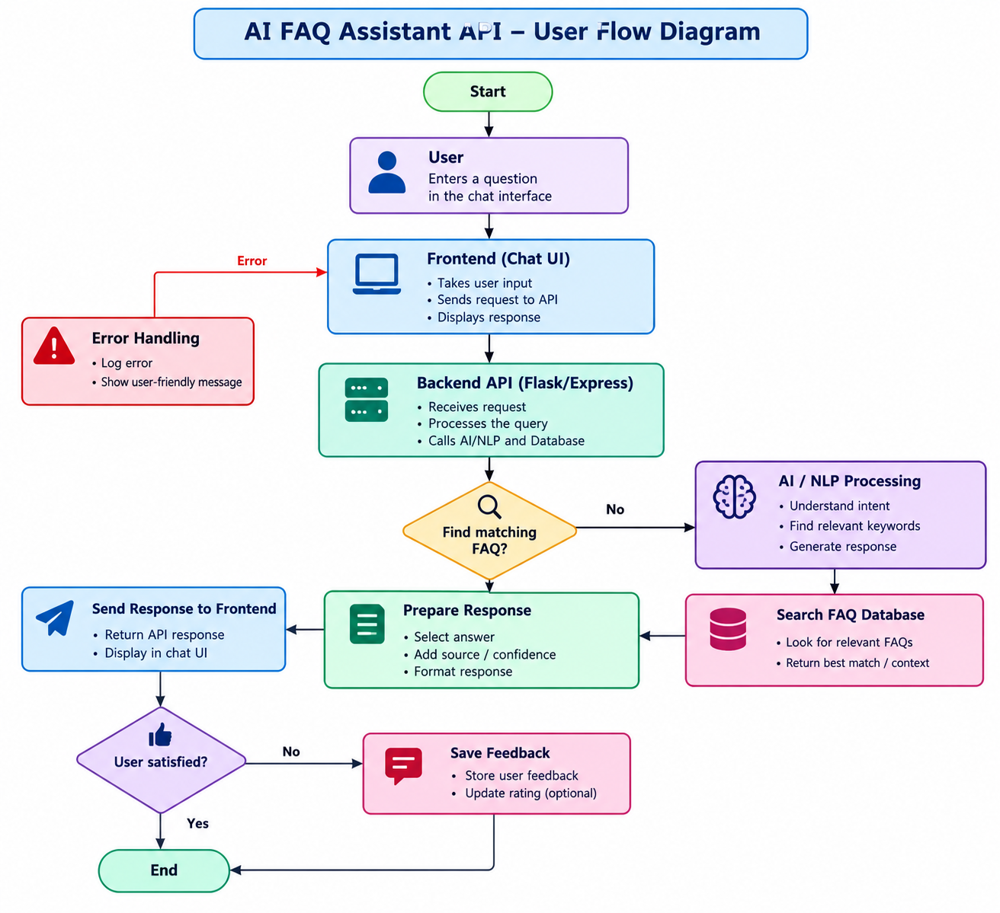 AI FAQ Assistant API – User Flow Diagram
Start
User
Enters a question
in the chat interface
Error
Frontend (Chat UI)
• Takes user input
• Sends request to API
• Displays response
Error Handling
• Log error
• Show user-friendly message
Backend API (Flask/Express)
• Receives request
• Processes the query
• Calls AI/NLP and Database
Find matching
FAQ?
No
AI / NLP Processing
• Understand intent
• Find relevant keywords
• Generate response
Send Response to Frontend
• Return API response
• Display in chat UI
Prepare Response
• Select answer
• Add source / confidence
• Format response
Search FAQ Database
• Look for relevant FAQs
• Return best match / context
User satisfied?
No
Save Feedback
• Store user feedback
• Update rating (optional)
Yes
End